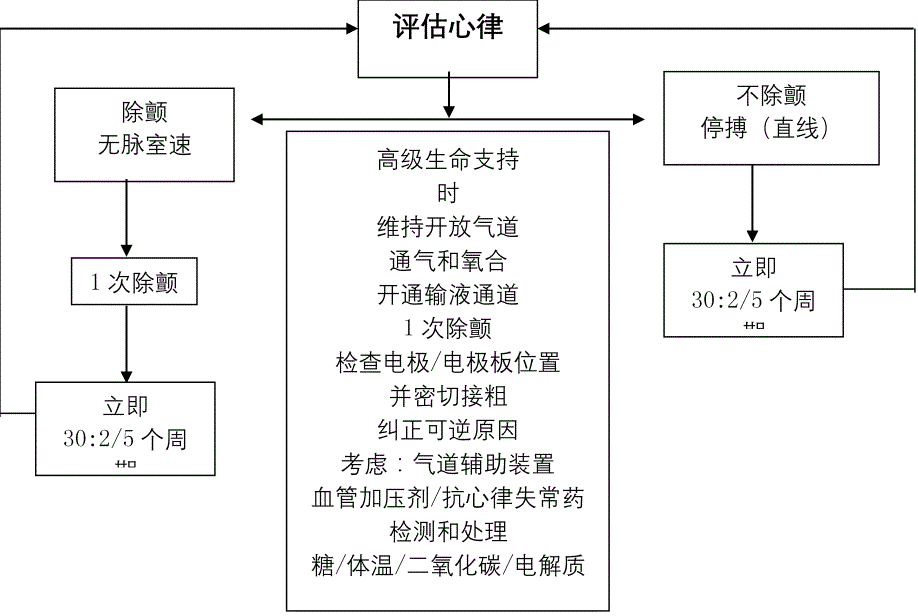 评估心律
除颤
无脉室速
1次除颤
立即
30:2/5个周
高级生命支持
时
维持开放气道
通气和氧合
开通输液通道
1次除颤
检查电极/电极板位置
并密切接粗
纠正可逆原因
考虑：气道辅助装置
血管加压剂/抗心律失常药
检测和处理
糖/体温/二氧化碳/电解质
不除颤
停搏（直线）
立即
30:2/5个周